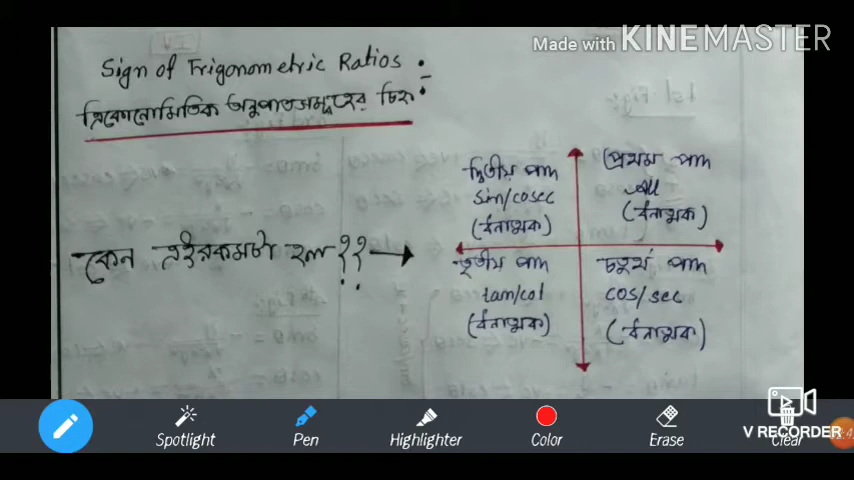 Made with KINEMASTER
Sign of Trigonometric Ratios :-
ত্রিকোনোমিতিক অনুপাতসমূহের চিহ্ন :
দ্বিতীয় পাদ
sin/cosec
(ধনাত্মক)
প্রথম পাদ
All
(ধনাত্মক)
কেন এইরকমটা হল ??
তৃতীয় পাদ
tan/cot
(ধনাত্মক)
চতুর্থ পাদ
cos/sec
(ধনাত্মক)
Spotlight
Pen
Highlighter
Color
Erase
Clear
V RECORDER